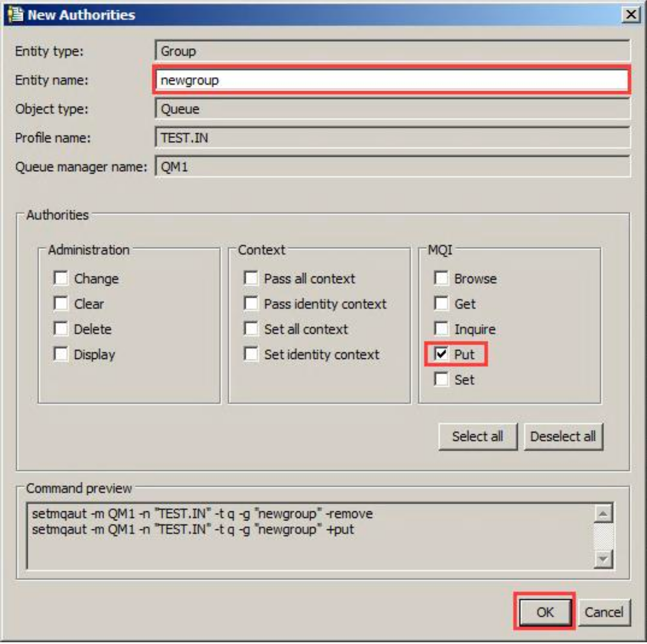 New Authorities
Entity type: Group
Entity name: newgroup
Object type: Queue
Profile name: TEST.IN
Queue manager name: QM1
Authorities
Administration
Change
Clear
Delete
Display
Context
Pass all context
Pass identity context
Set all context
Set identity context
MQI
Browse
Get
Inquire
Put
Set
Select all Deselect all
Command preview
setmqaut -m QM1 -n "TEST.IN" -t q -g "newgroup" -remove
setmqaut -m QM1 -n "TEST.IN" -t q -g "newgroup" +put
OK Cancel